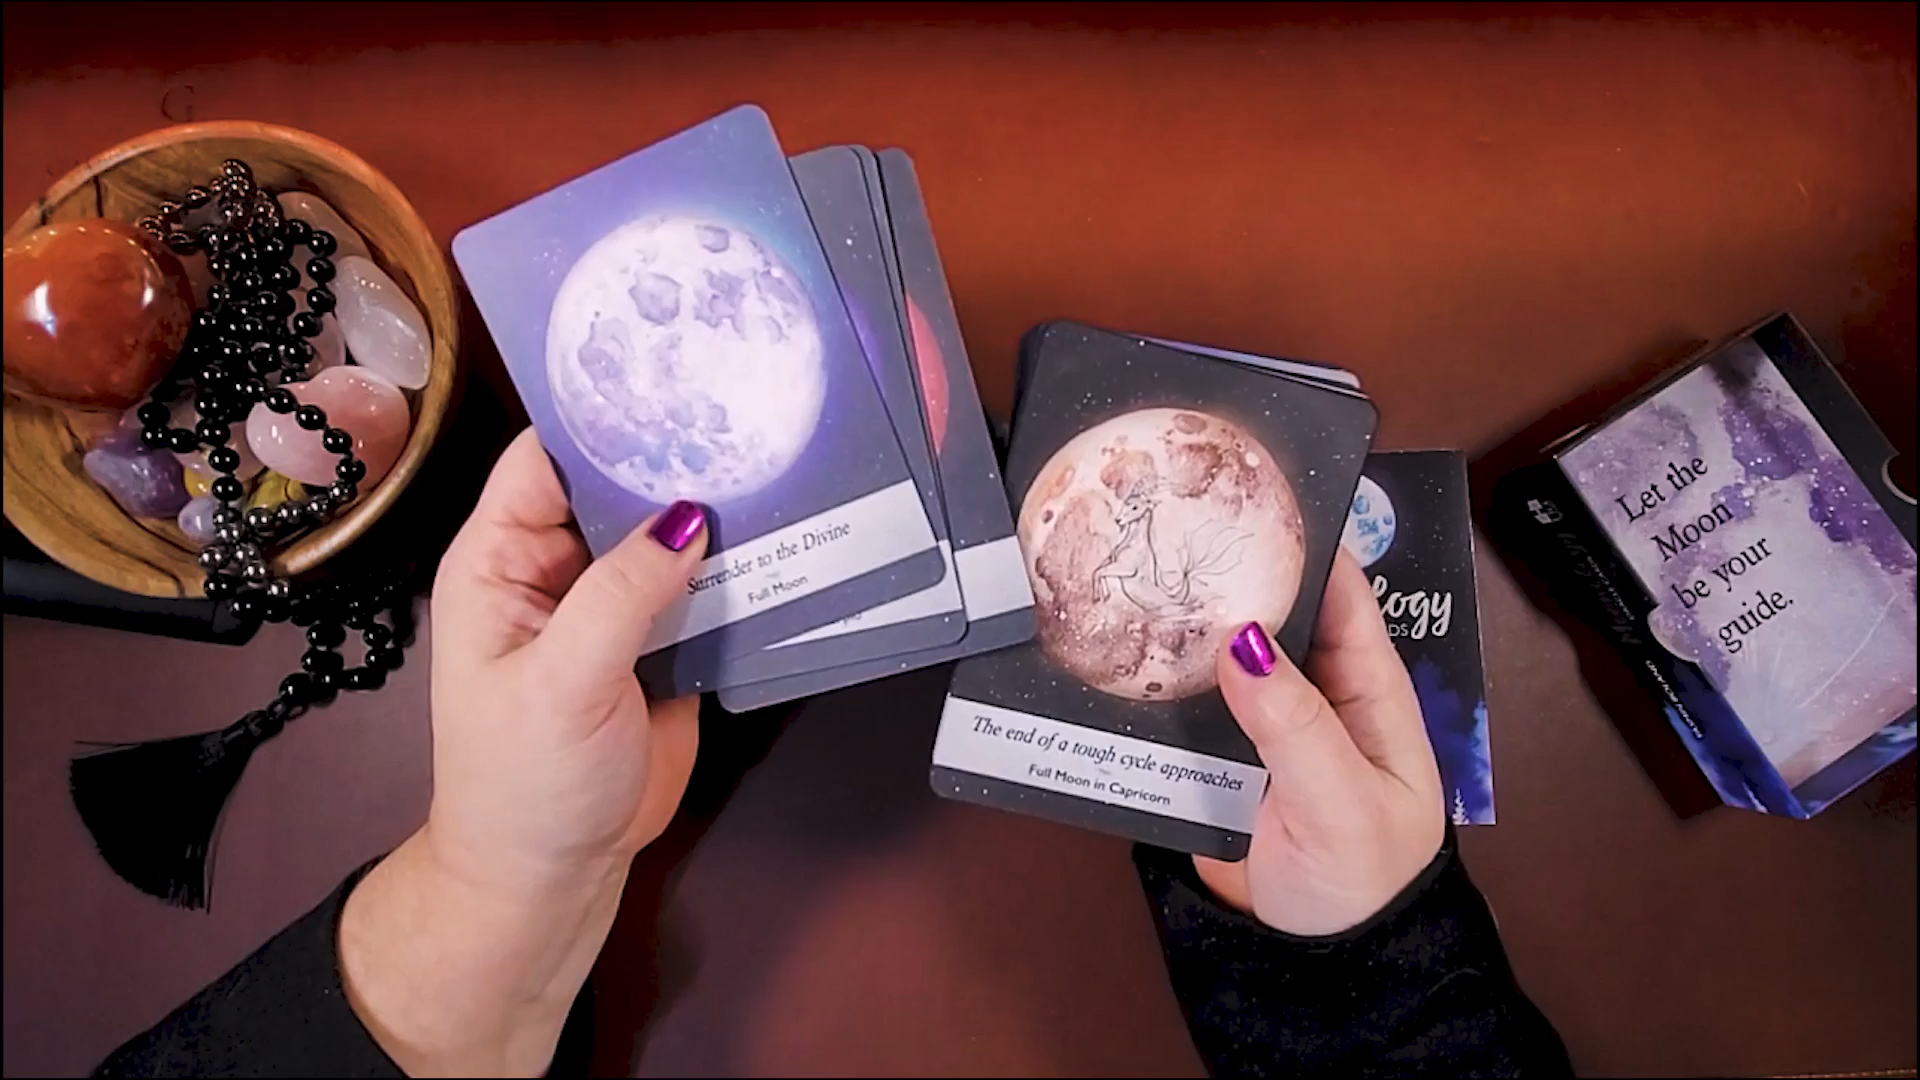 Surrender to the Divine
Full Moon
The end of a tough cycle approaches
Full Moon in Capricorn
logy
DS
Let the
Moon
be your
guide.